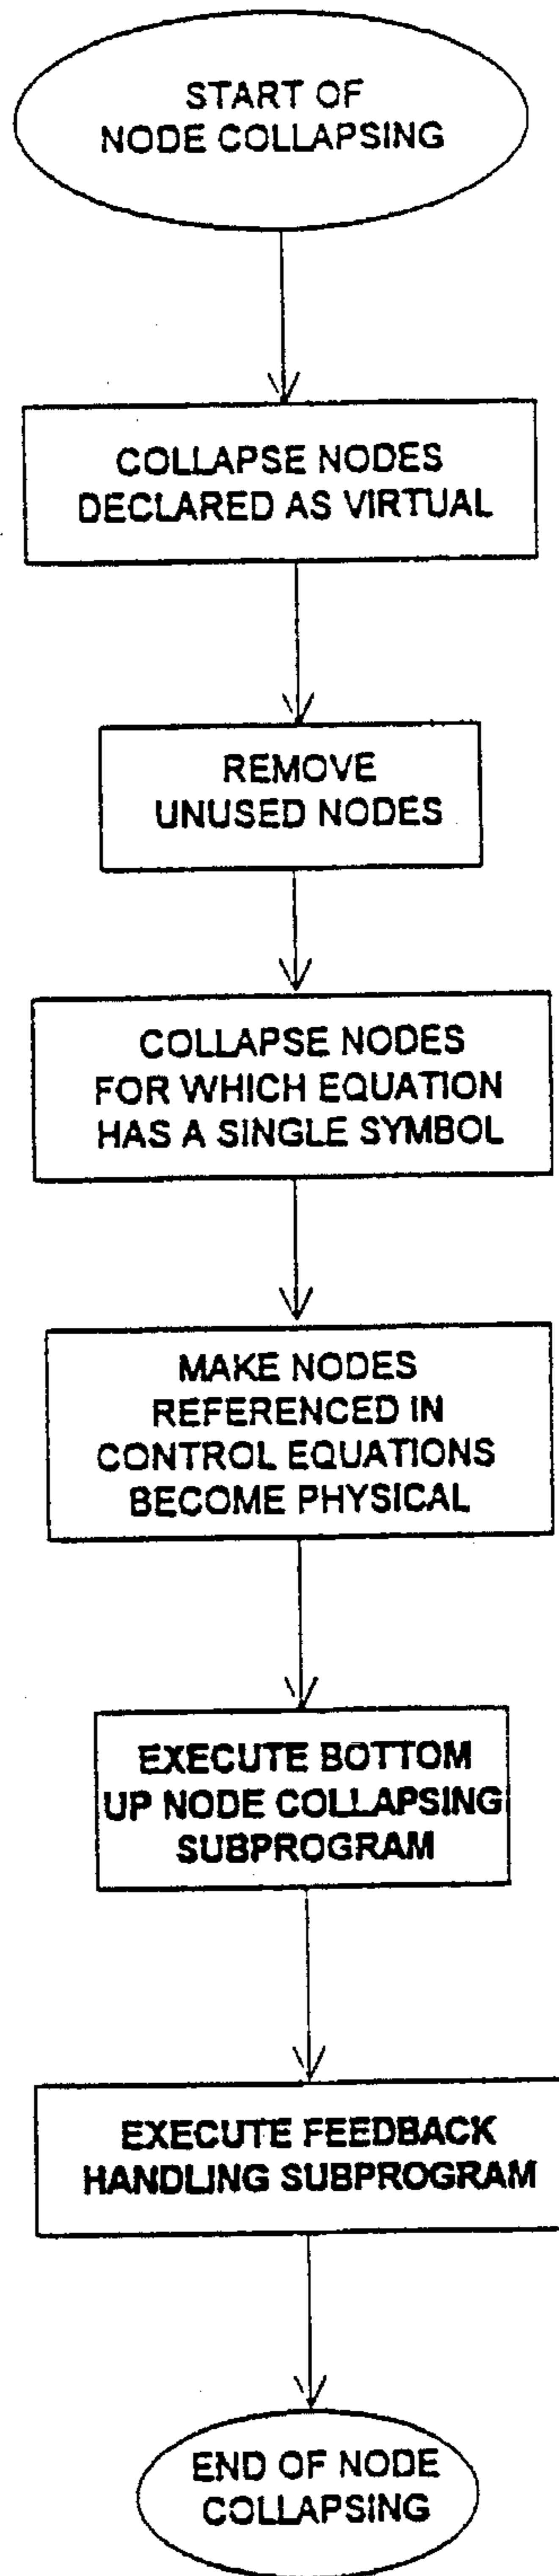 START OF
NODE COLLAPSING
COLLAPSE NODES
DECLARED AS VIRTUAL
REMOVE
UNUSED NODES
COLLAPSE NODES
FOR WHICH EQUATION
HAS A SINGLE SYMBOL
MAKE NODES
REFERENCED IN
CONTROL EQUATIONS
BECOME PHYSICAL
EXECUTE BOTTOM
UP NODE COLLAPSING
SUBPROGRAM
EXECUTE FEEDBACK
HANDLING SUBPROGRAM
END OF NODE
COLLAPSING